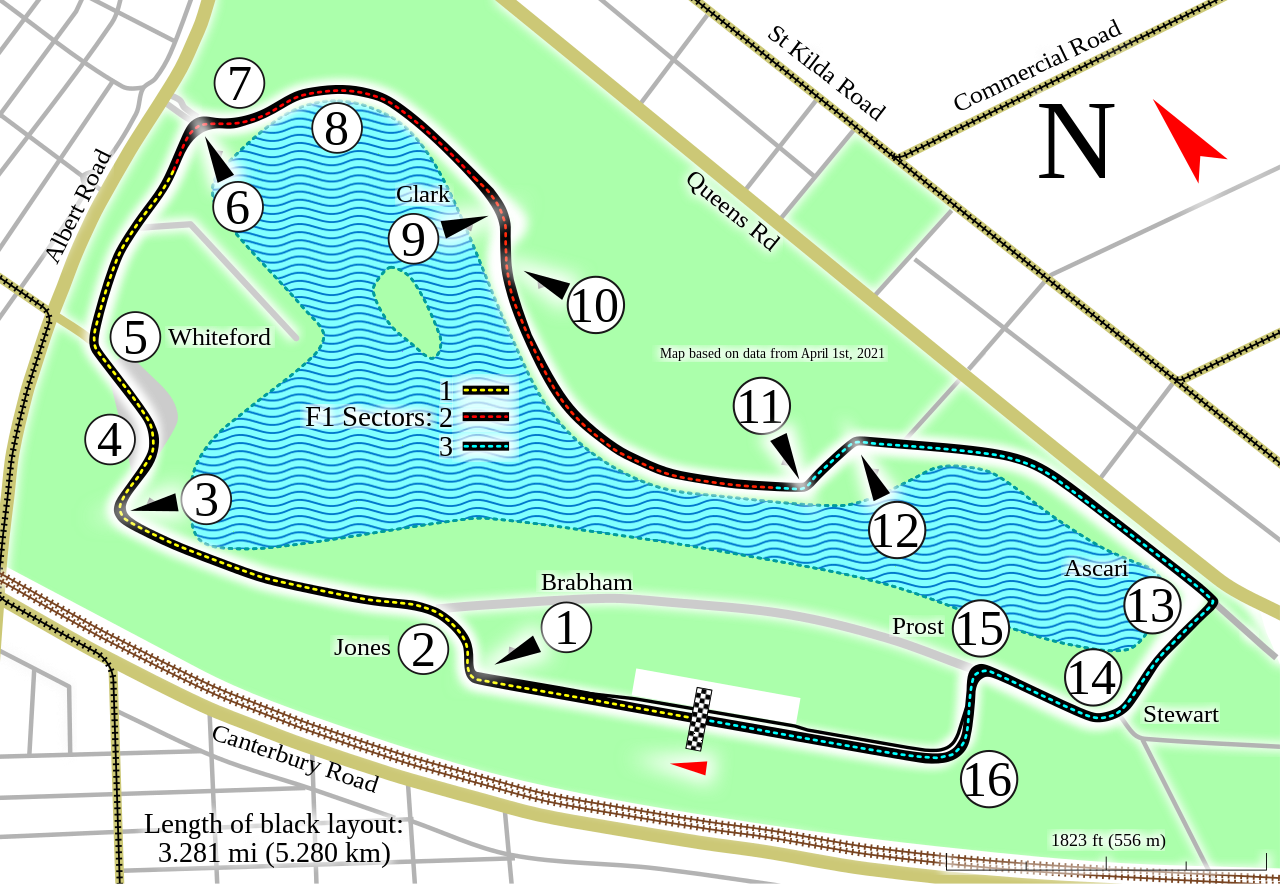 St Kilda Road
Commercial Road
N
7
8
Albert Road
6
Clark
9
Queens Rd
10
5
Whiteford
Map based on data from April 1st, 2021
1
F1 Sectors: 2
3
11
4
3
12
Ascari
Brabham
13
Prost
15
1
Jones
2
14
Stewart
Canterbury Road
16
Length of black layout:
3.281 mi (5.280 km)
1823 ft (556 m)